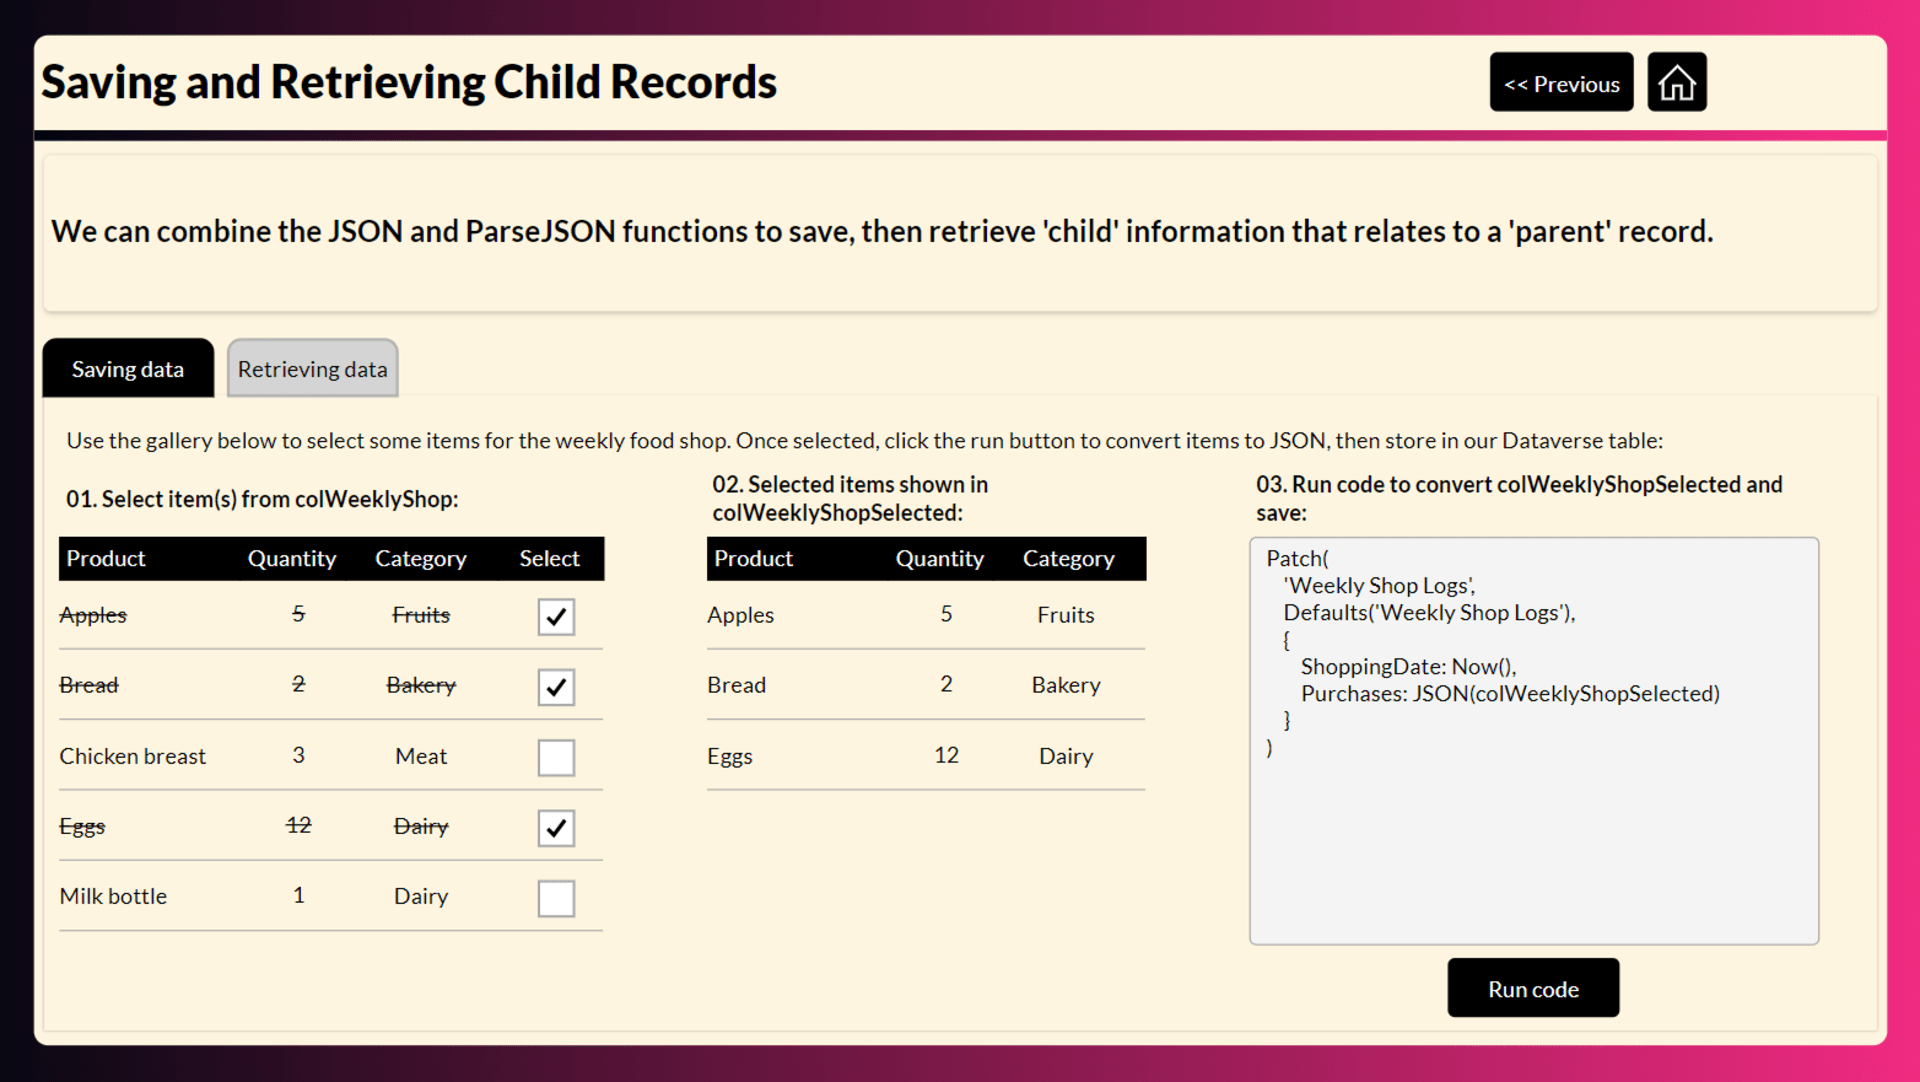 Saving and Retrieving Child Records
<< Previous
We can combine the JSON and ParseJSON functions to save, then retrieve 'child' information that relates to a 'parent' record.
Saving data
Retrieving data
Use the gallery below to select some items for the weekly food shop. Once selected, click the run button to convert items to JSON, then store in our Dataverse table:
01. Select item(s) from colWeeklyShop:
Product Quantity Category Select
Apples 5 Fruits
Bread 2 Bakery
Chicken breast 3 Meat
Eggs 12 Dairy
Milk bottle 1 Dairy
02. Selected items shown in
colWeeklyShopSelected:
Product Quantity Category
Apples 5 Fruits
Bread 2 Bakery
Eggs 12 Dairy
03. Run code to convert colWeeklyShopSelected and
save:
Patch(
'Weekly Shop Logs',
Defaults('Weekly Shop Logs'),
{
ShoppingDate: Now(),
Purchases: JSON(colWeeklyShopSelected)
}
)
Run code